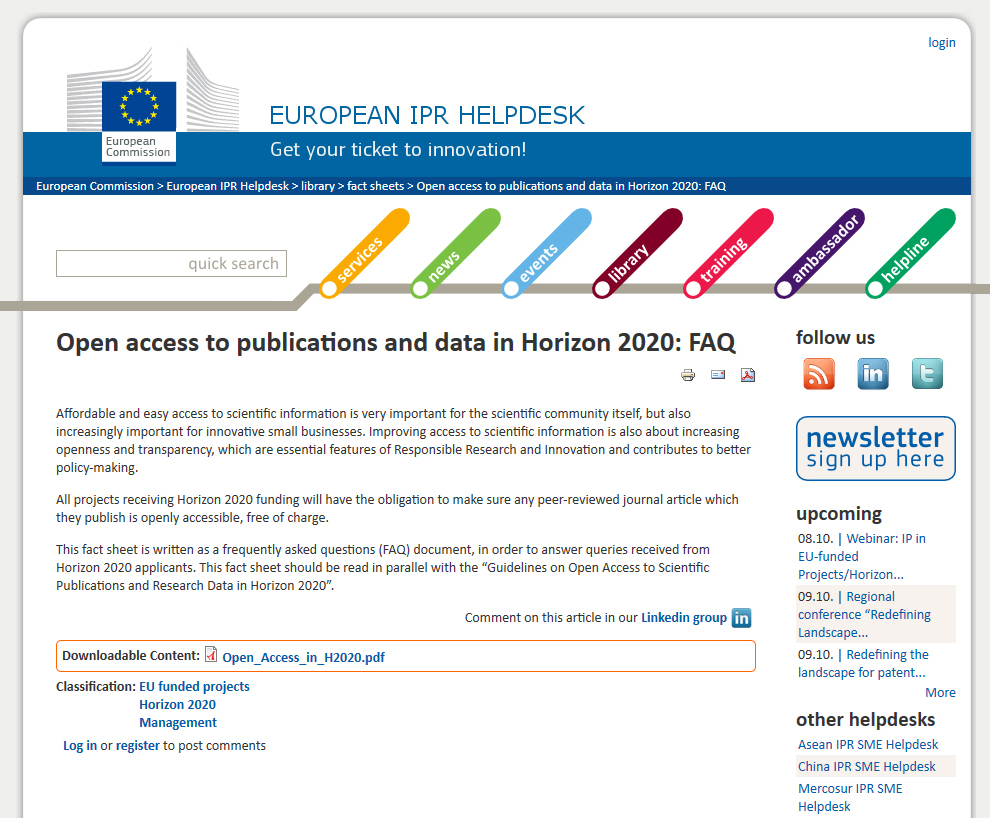 login
European
Commission
EUROPEAN IPR HELPDESK
Get your ticket to innovation!
European Commission > European IPR Helpdesk > library > fact sheets > Open access to publications and data in Horizon 2020: FAQ
quick search
services
news
events
library
training
ambassador
helpline
Open access to publications and data in Horizon 2020: FAQ
Affordable and easy access to scientific information is very important for the scientific community itself, but also
increasingly important for innovative small businesses. Improving access to scientific information is also about increasing
openness and transparency, which are essential features of Responsible Research and Innovation and contributes to better
policy-making.
All projects receiving Horizon 2020 funding will have the obligation to make sure any peer-reviewed journal article which
they publish is openly accessible, free of charge.
This fact sheet is written as a frequently asked questions (FAQ) document, in order to answer queries received from
Horizon 2020 applicants. This fact sheet should be read in parallel with the “Guidelines on Open Access to Scientific
Publications and Research Data in Horizon 2020”.
Comment on this article in our Linkedin group in
Downloadable Content: Open_Access_in_H2020.pdf
Classification: EU funded projects
Horizon 2020
Management
Log in or register to post comments
follow us
in t
newsletter
sign up here
upcoming
08.10. | Webinar: IP in
EU-funded
Projects/Horizon...
09.10. | Regional
conference “Redefining
Landscape...
09.10. | Redefining the
landscape for patent...
More
other helpdesks
Asean IPR SME Helpdesk
China IPR SME Helpdesk
Mercosur IPR SME
Helpdesk